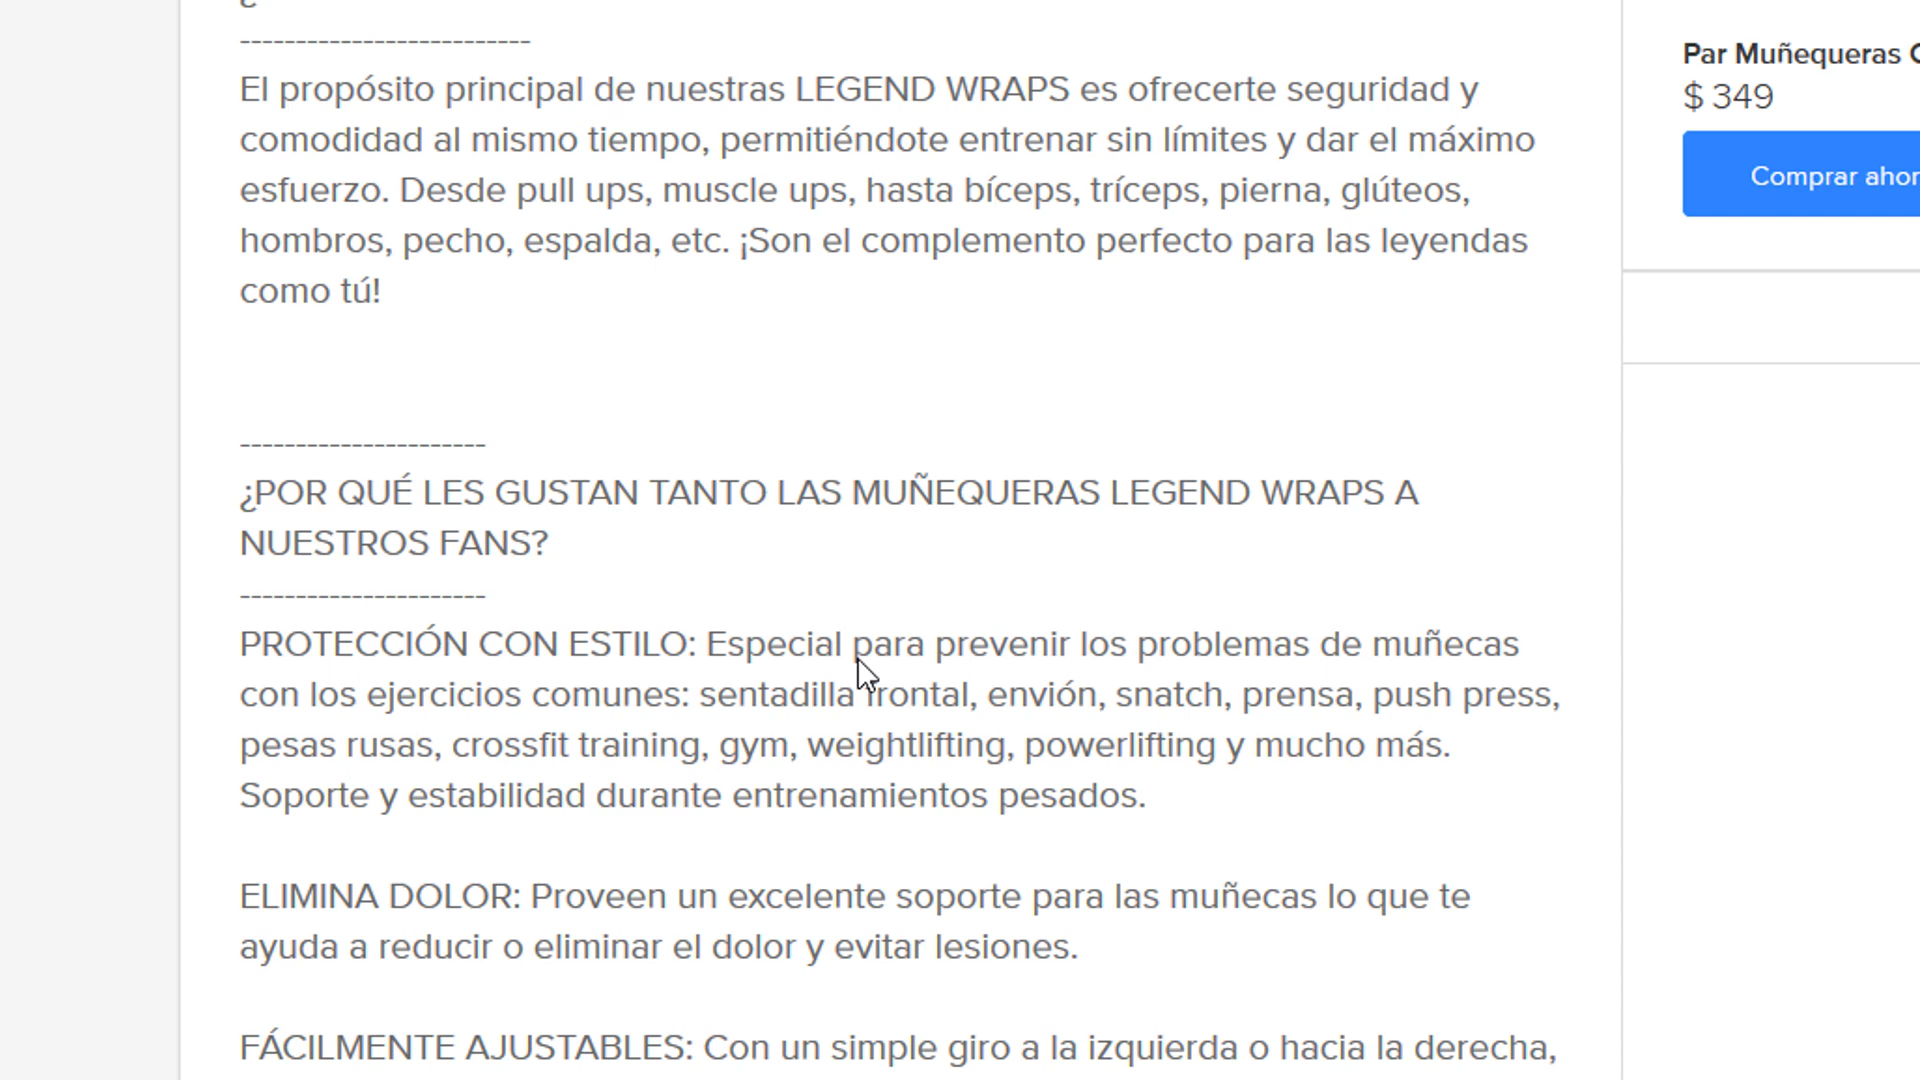 -------------------------
El propósito principal de nuestras LEGEND WRAPS es ofrecerte seguridad y
comodidad al mismo tiempo, permitiéndote entrenar sin límites y dar el máximo
esfuerzo. Desde pull ups, muscle ups, hasta bíceps, tríceps, pierna, glúteos,
hombros, pecho, espalda, etc. ¡Son el complemento perfecto para las leyendas
como tú!
----------------------
¿POR QUÉ LES GUSTAN TANTO LAS MUÑEQUERAS LEGEND WRAPS A
NUESTROS FANS?
----------------------
PROTECCIÓN CON ESTILO: Especial para prevenir los problemas de muñecas
con los ejercicios comunes: sentadilla frontal, envión, snatch, prensa, push press,
pesas rusas, crossfit training, gym, weightlifting, powerlifting y mucho más.
Soporte y estabilidad durante entrenamientos pesados.
ELIMINA DOLOR: Proveen un excelente soporte para las muñecas lo que te
ayuda a reducir o eliminar el dolor y evitar lesiones.
FÁCILMENTE AJUSTABLES: Con un simple giro a la izquierda o hacia la derecha,
Par Muñequeras
$ 349
Comprar ahor